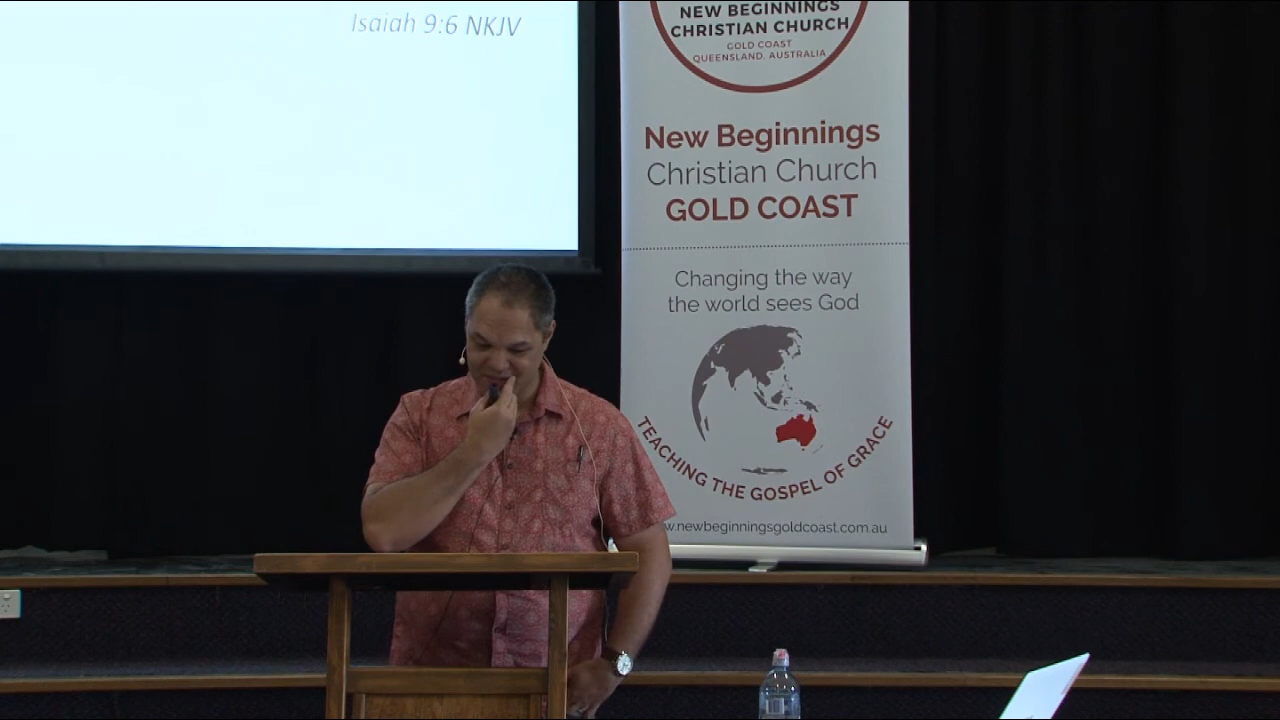 Isaiah 9:6 NKJV
NEW BEGINNINGS
CHRISTIAN CHURCH
GOLD COAST
QUEENSLAND. AUSTRALIA
New Beginnings
Christian Church
GOLD COAST
Changing the way
the world sees God
TEACHING THE GOSPEL OF GRACE
w.newbeginningsgoldcoast.com.au